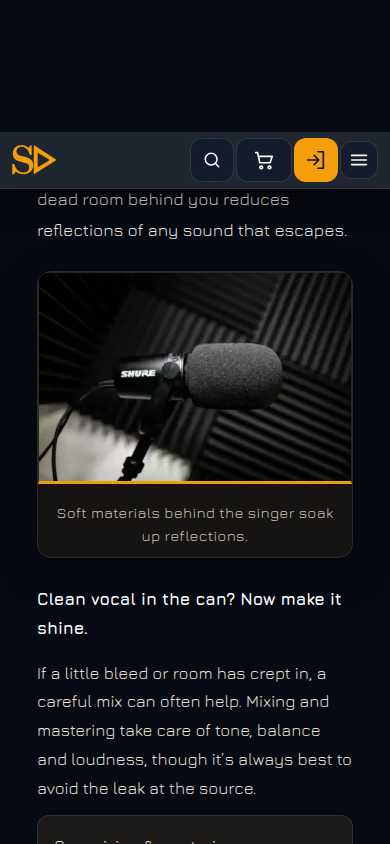 SD
dead room behind you reduces
reflections of any sound that escapes.
SHURE
Soft materials behind the singer soak
up reflections.
Clean vocal in the can? Now make it
shine.
If a little bleed or room has crept in, a
careful mix can often help. Mixing and
mastering take care of tone, balance
and loudness, though it's always best to
avoid the leak at the source.